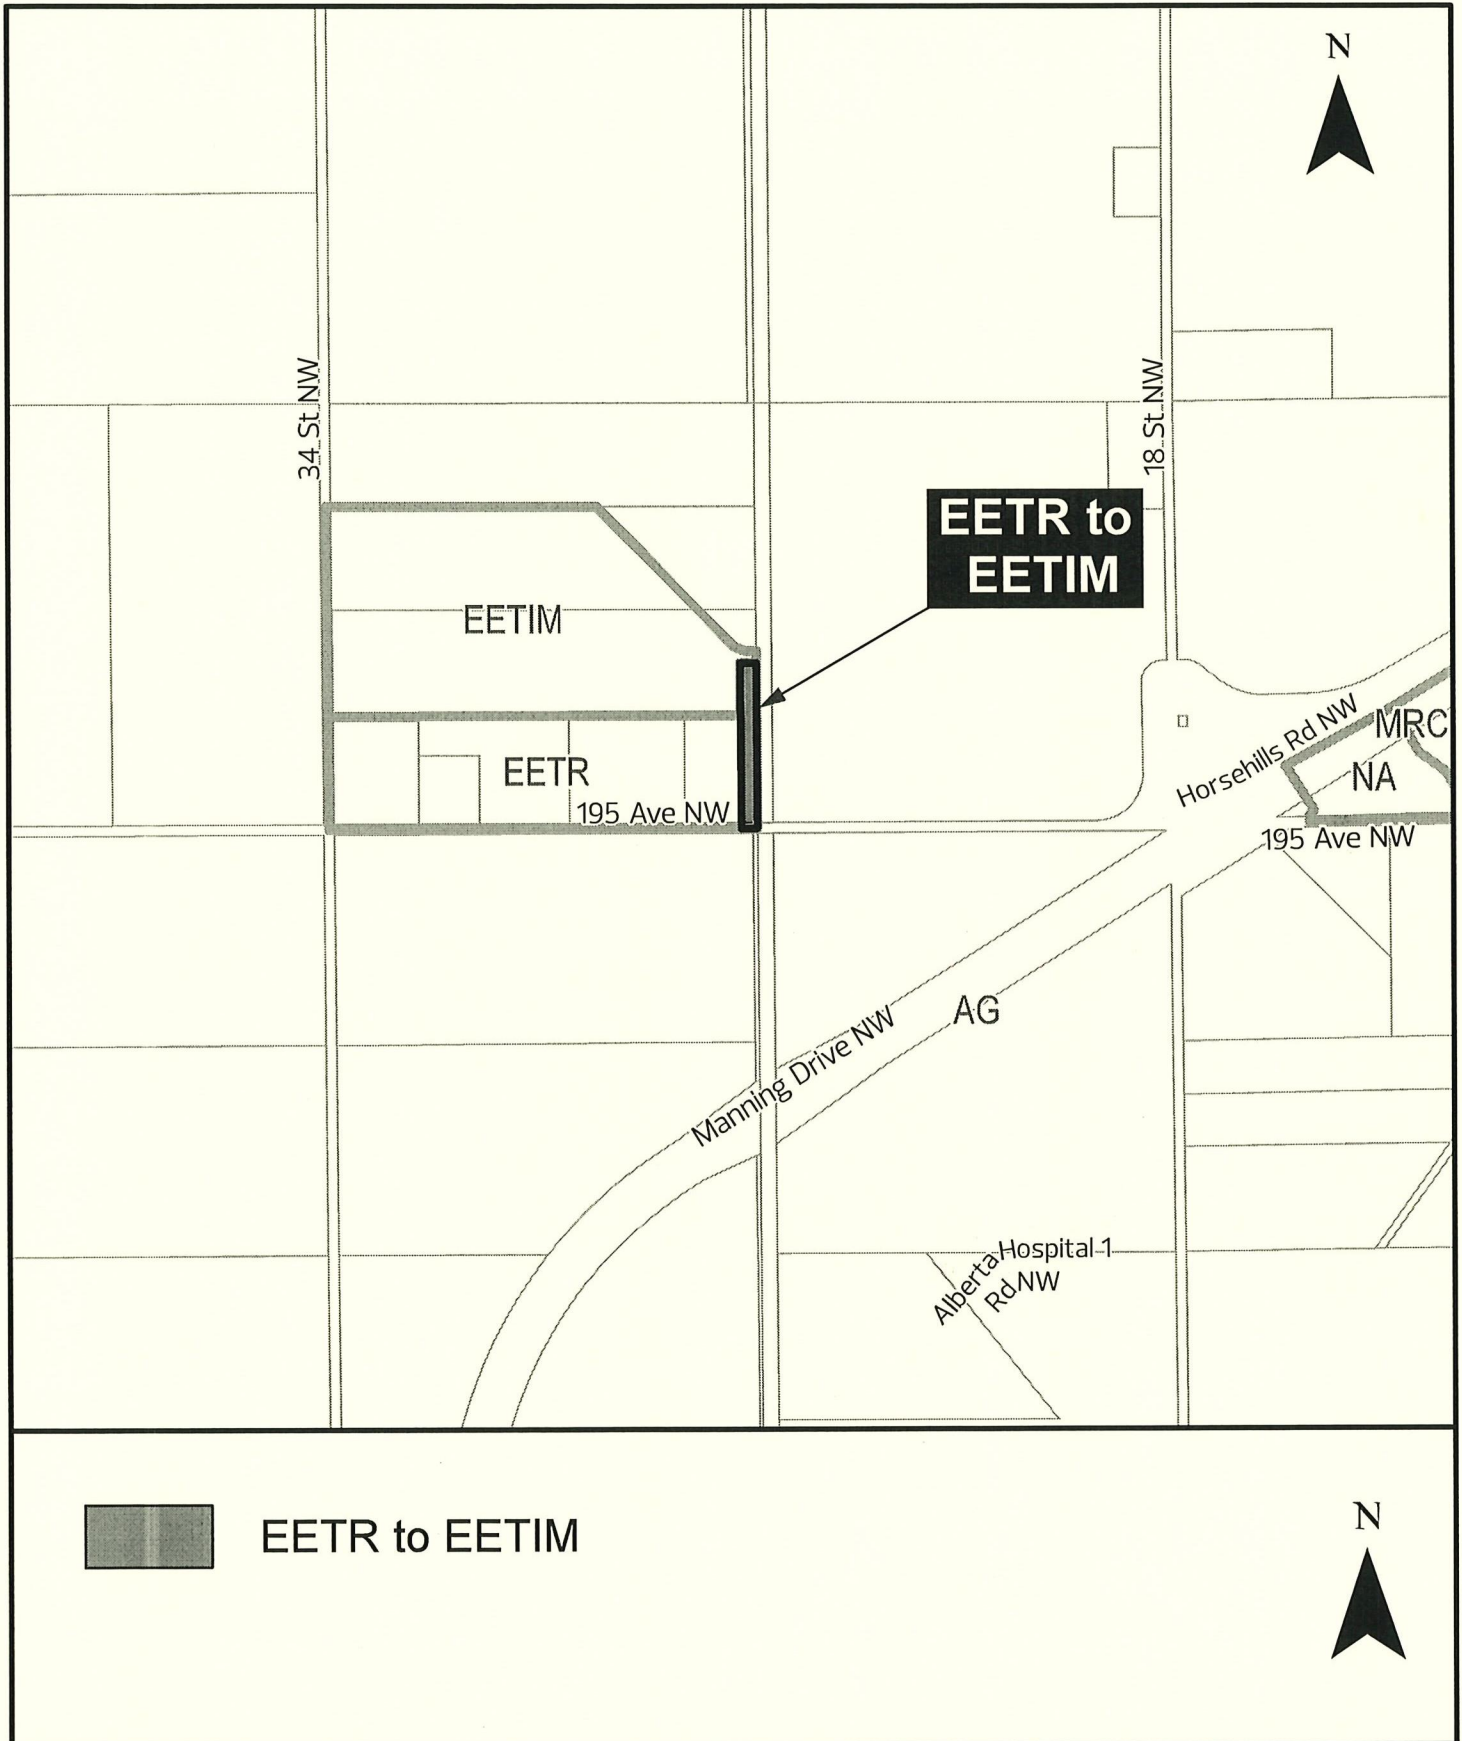 N
34 St NW
18 St NW
EETR to
EETIM
EETIM
MRC
Horsehills Rd NW
NA
EETR
195 Ave NW
195 Ave NW
AG
Manning Drive NW
Alberta Hospital 1
Rd NW
N
EETR to EETIM